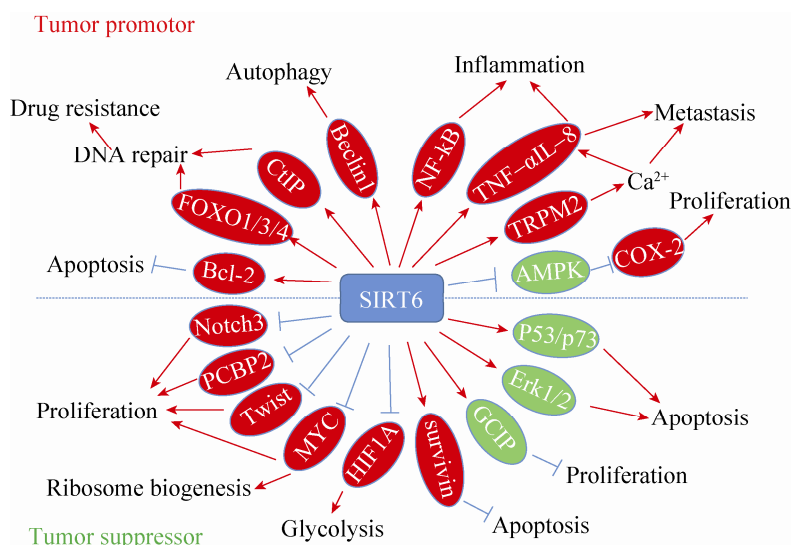 Tumor promotor
Autophagy
Inflammation
Drug resistance
Metastasis
DNA repair
CtIP
Beclin1
NF-kB
TNF–αIL–8
Ca²⁺
FOXO1/3/4
TRPM2
Proliferation
Apoptosis
Bcl-2
AMPK
COX-2
SIRT6
Notch3
P53/p73
PCBP2
Erk1/2
Proliferation
Twist
GCIP
Apoptosis
MYC
HIF1A
survivin
Ribosome biogenesis
Proliferation
Glycolysis
Apoptosis
Tumor suppressor